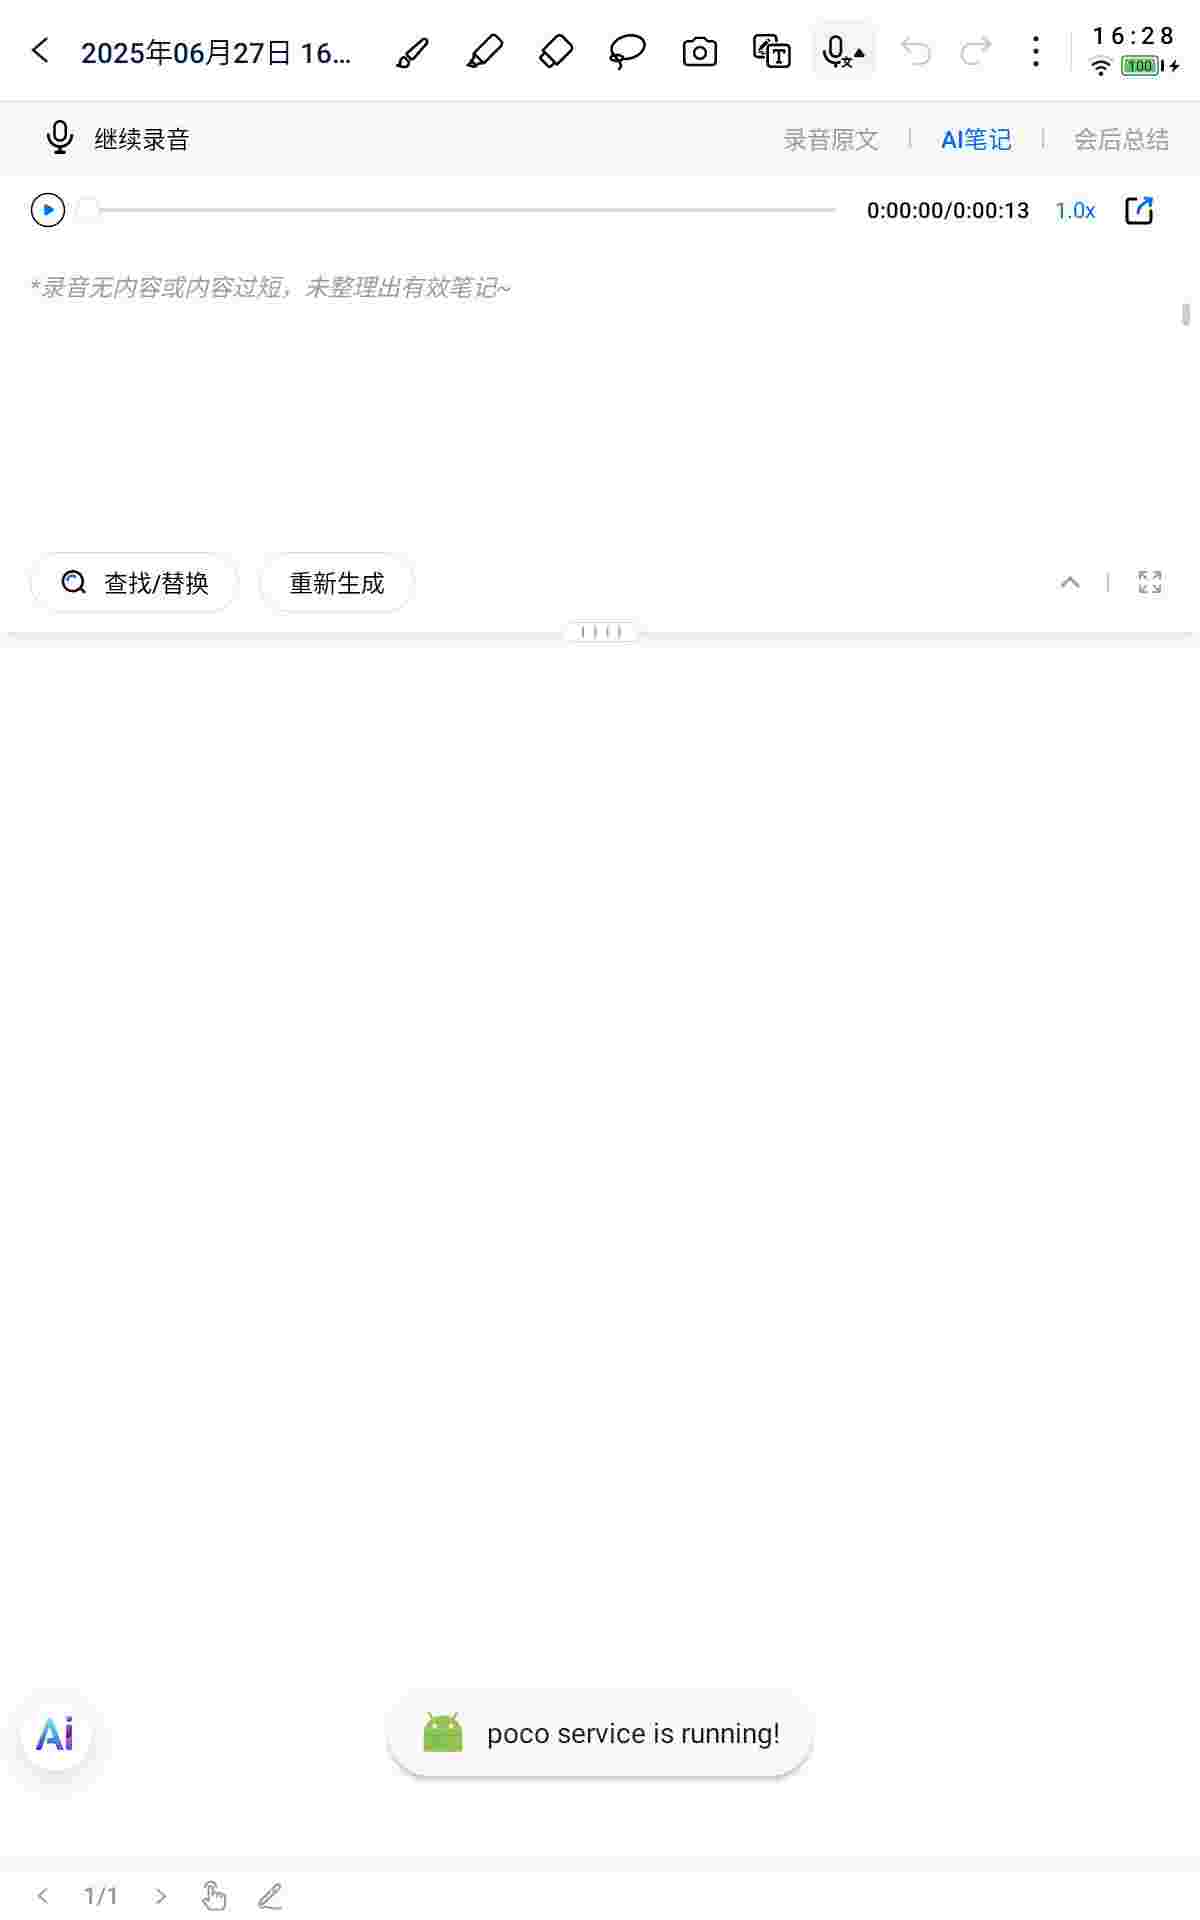 2025年06月27日 16...
16:28
100
继续录音
录音原文
AI笔记
会后总结
0:00:00/0:00:13
1.0x
*录音无内容或内容过短，未整理出有效笔记~
查找/替换
重新生成
Ai
poco service is running!
1/1